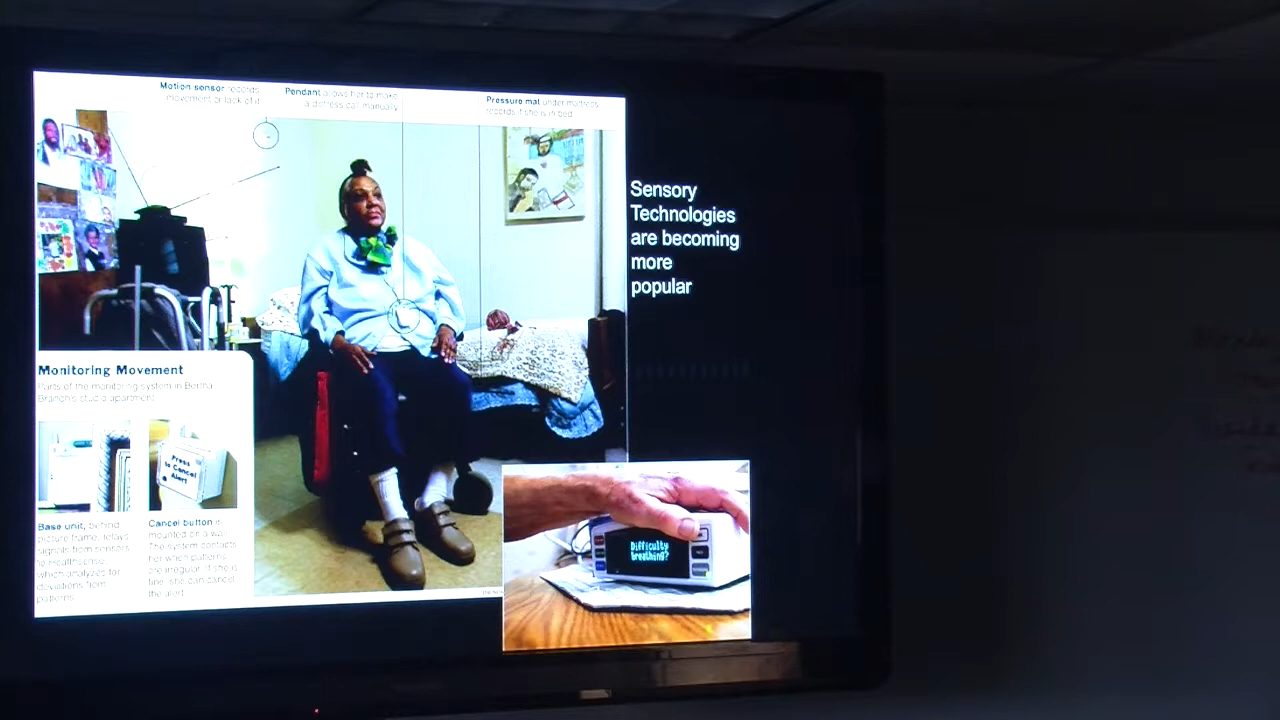 Motion sensor records
movement or lack of it
Pendant allows her to make
a distress call manually
Pressure mat under mattress
records if she is in bed
Sensory
Technologies
are becoming
more
popular
Monitoring Movement
Parts of the monitoring system in Bertha
Branch's studio apartment
Press
to Cancel
Alert
Base unit, behind
picture frame, relays
signals from sensors
to Healthsense,
which analyzes for
deviations from
patterns.
Cancel button is
mounted on a wall.
The system contacts
her when patterns
are irregular. If she is
fine, she can cancel
the alert.
Difficulty
breathing?